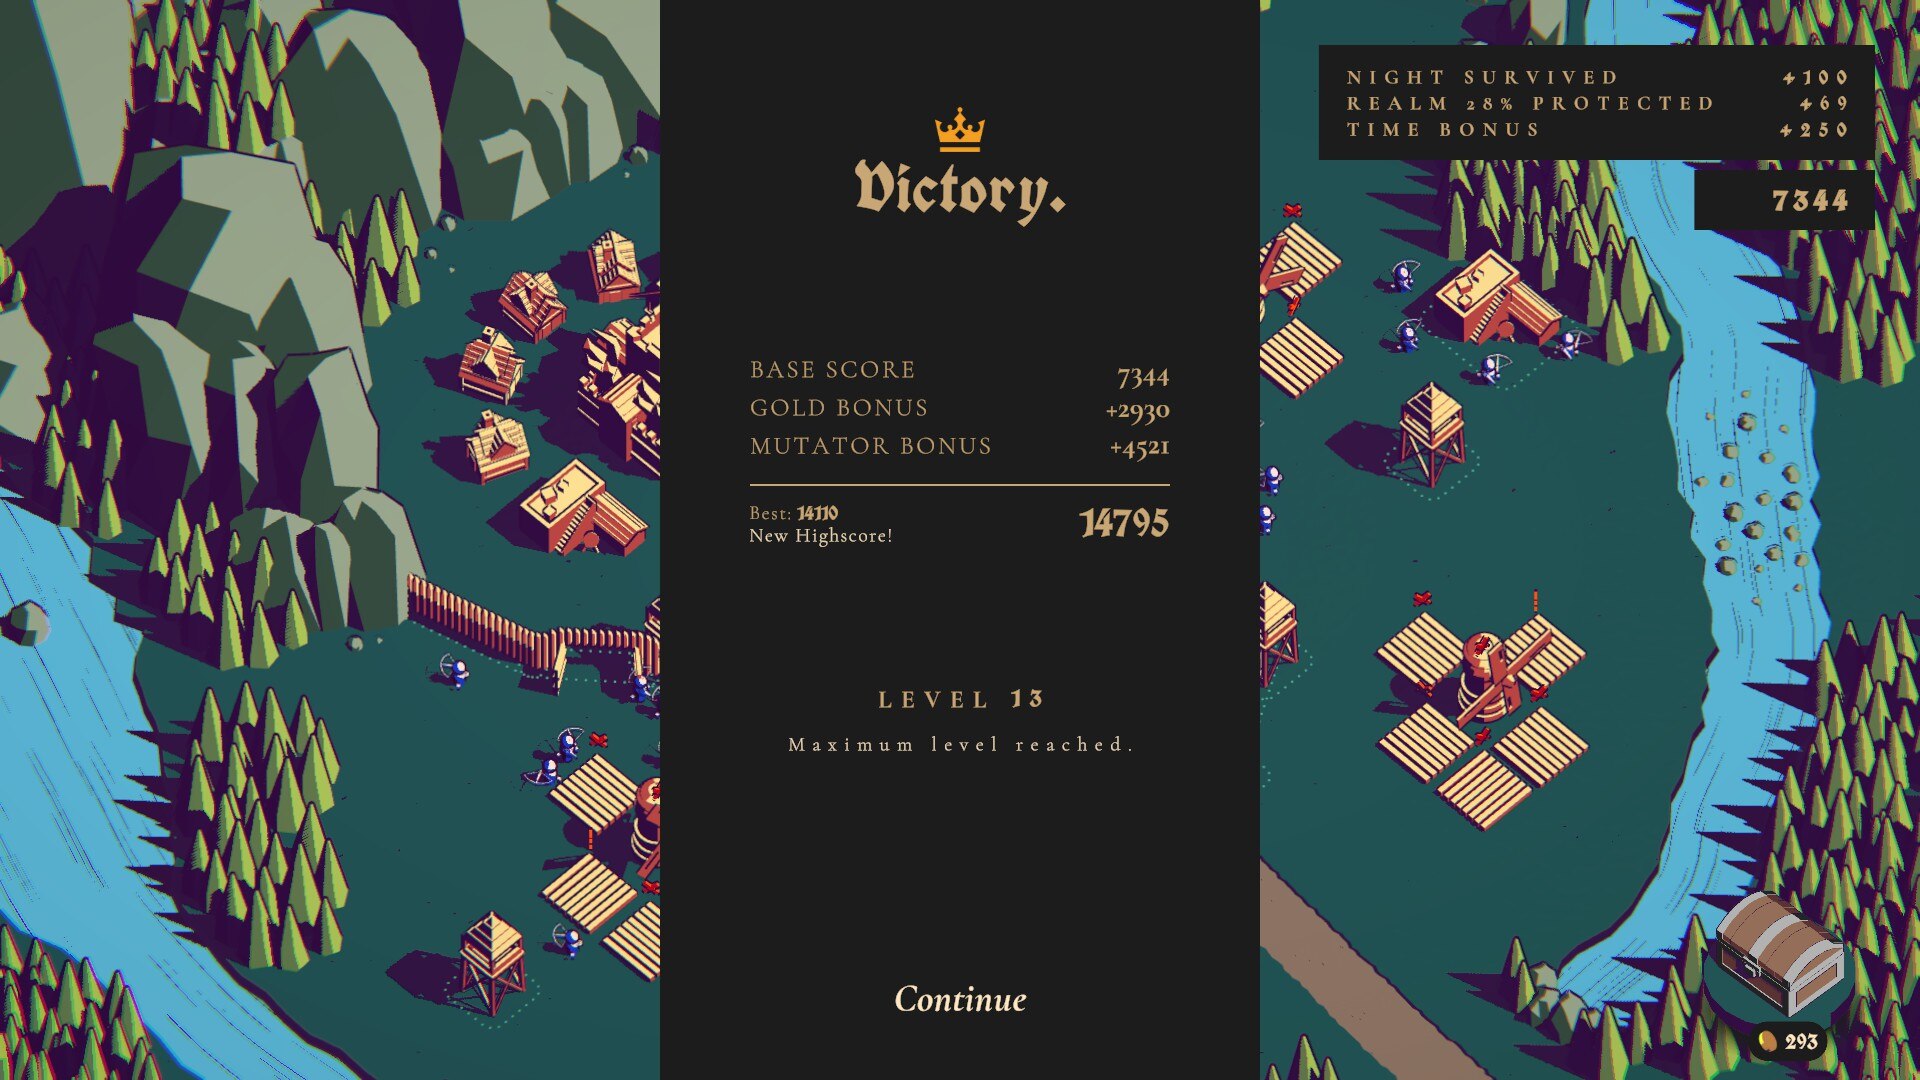 Victory.
BASE SCORE 7344
GOLD BONUS +2930
MUTATOR BONUS +4521
Best: 14110
New Highscore!
14795
LEVEL 13
Maximum level reached.
Continue
NIGHT SURVIVED +100
REALM 28% PROTECTED +69
TIME BONUS +250
7344
293